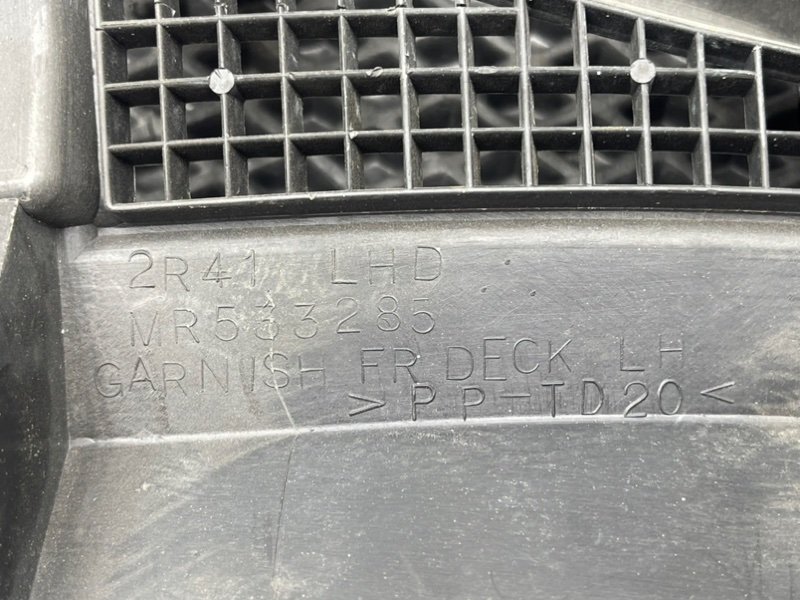 2R41 LHD
MR533285
GARNISH FR DECK LH
>PP-TD20<